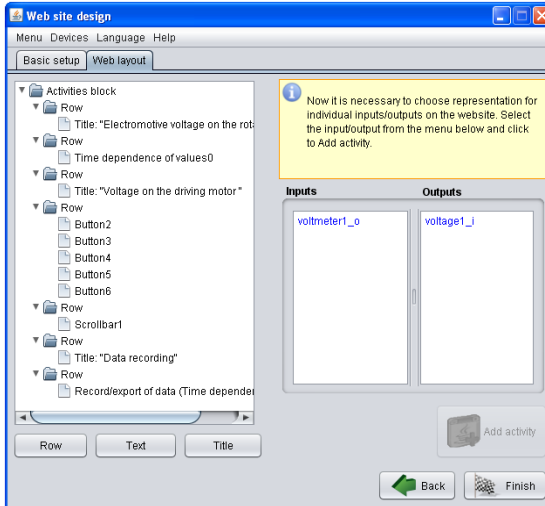 Web site design
Menu Devices Language Help
Basic setup Web layout
Activities block
Row
Title: "Electromotive voltage on the rota
Row
Time dependence of values0
Row
Title: "Voltage on the driving motor"
Row
Button2
Button3
Button4
Button5
Button6
Row
Scrollbar1
Row
Title: "Data recording"
Row
Record/export of data (Time depender
Row Text Title
Now it is necessary to choose representation for
individual inputs/outputs on the website. Select
the input/output from the menu below and click
to Add activity.
Inputs Outputs
voltmeter1_o voltage1_i
Add activity
Back Finish